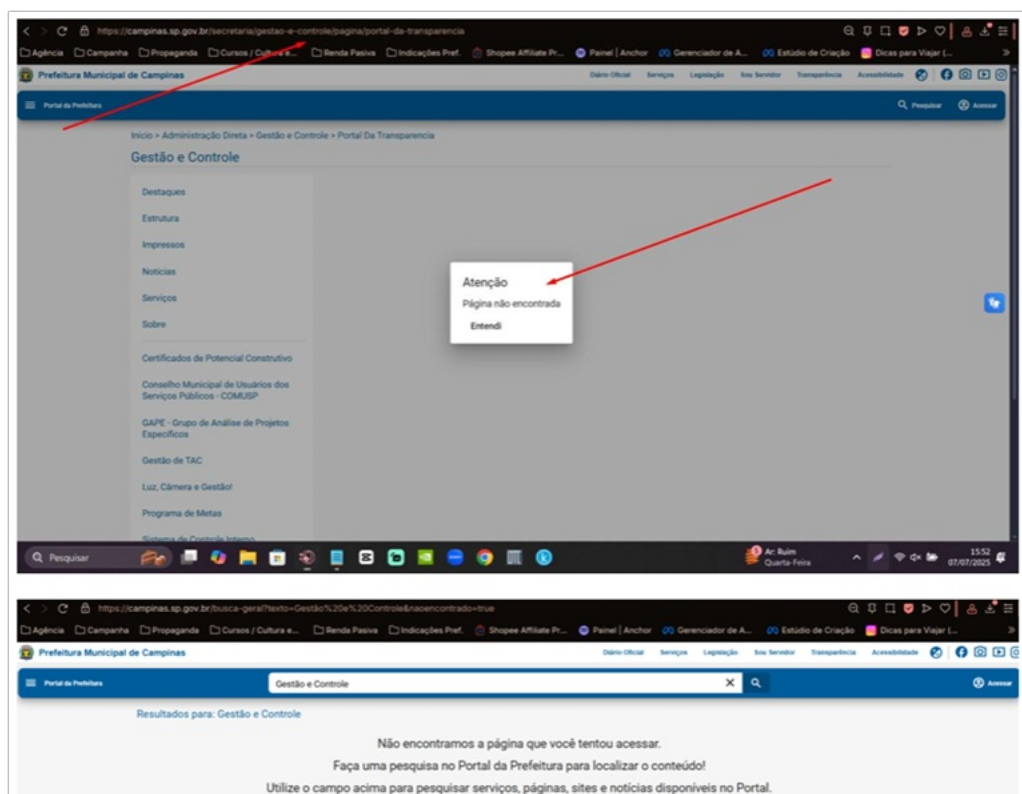 https://campinas.sp.gov.br/secretaria/gestao-e-controle/pagina/portal-da-transparencia
Agência Campanha Propaganda Cursos / Cultura e... Renda Pasiva Indicações Pref. Shopee Affiliate Pr... Painel | Anchor Gerenciador de A... Estúdio de Criação Dicas para Viajar (... »
Prefeitura Municipal de Campinas Diário Oficial Serviços Legislação Sou Servidor Transparência Acessibilidade
Portal da Prefeitura Pesquisar Acessar
Início > Administração Direta > Gestão e Controle > Portal Da Transparencia
Gestão e Controle
Destaques
Estrutura
Impressos
Notícias
Serviços
Sobre
Certificados de Potencial Construtivo
Conselho Municipal de Usuários dos
Serviços Públicos - COMUSP
GAPE - Grupo de Análise de Projetos
Específicos
Gestão de TAC
Luz, Câmera e Gestão!
Programa de Metas
Sistema de Controle Interno
Atenção
Página não encontrada
Entendi
Pesquisar
Ar: Ruim
Quarta-Feira
15:52
07/07/2025
https://campinas.sp.gov.br/busca-geral?texto=Gestão%20e%20Controle&naoencontrado=true
Agência Campanha Propaganda Cursos / Cultura e... Renda Pasiva Indicações Pref. Shopee Affiliate Pr... Painel | Anchor Gerenciador de A... Estúdio de Criação Dicas para Viajar (... »
Prefeitura Municipal de Campinas Diário Oficial Serviços Legislação Sou Servidor Transparência Acessibilidade
Portal da Prefeitura Gestão e Controle Acessar
Resultados para: Gestão e Controle
Não encontramos a página que você tentou acessar.
Faça uma pesquisa no Portal da Prefeitura para localizar o conteúdo!
Utilize o campo acima para pesquisar serviços, páginas, sites e notícias disponíveis no Portal.